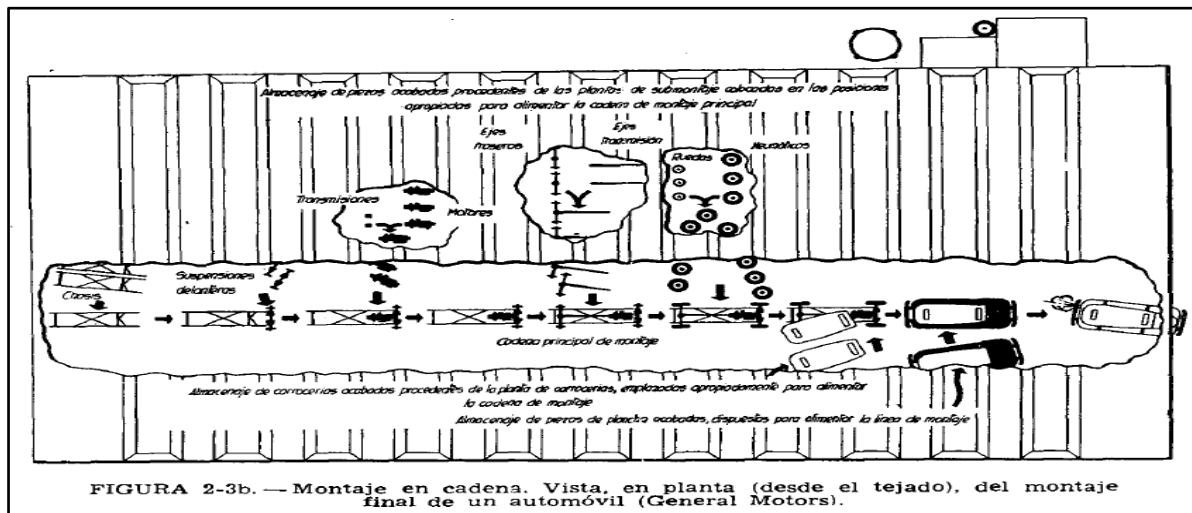 Almacenaje de piezas acabadas procedentes de las plantas de submontaje colocadas en las posiciones
apropiadas para alimentar la cadena de montaje principal
Ejes
traseros
Ejes
Transmisión
Ruedas
Neumáticos
Transmisiones
Motores
Chasis
Suspensiones
delanteras
Cadena principal de montaje
Almacenaje de carrocerías acabadas procedentes de la planta de carrocerías, emplazadas apropiadamente para alimentar
la cadena de montaje
Almacenaje de piezas de plancha acabadas, dispuestas para alimentar la línea de montaje
FIGURA 2-3b. — Montaje en cadena. Vista, en planta (desde el tejado), del montaje
final de un automóvil (General Motors).